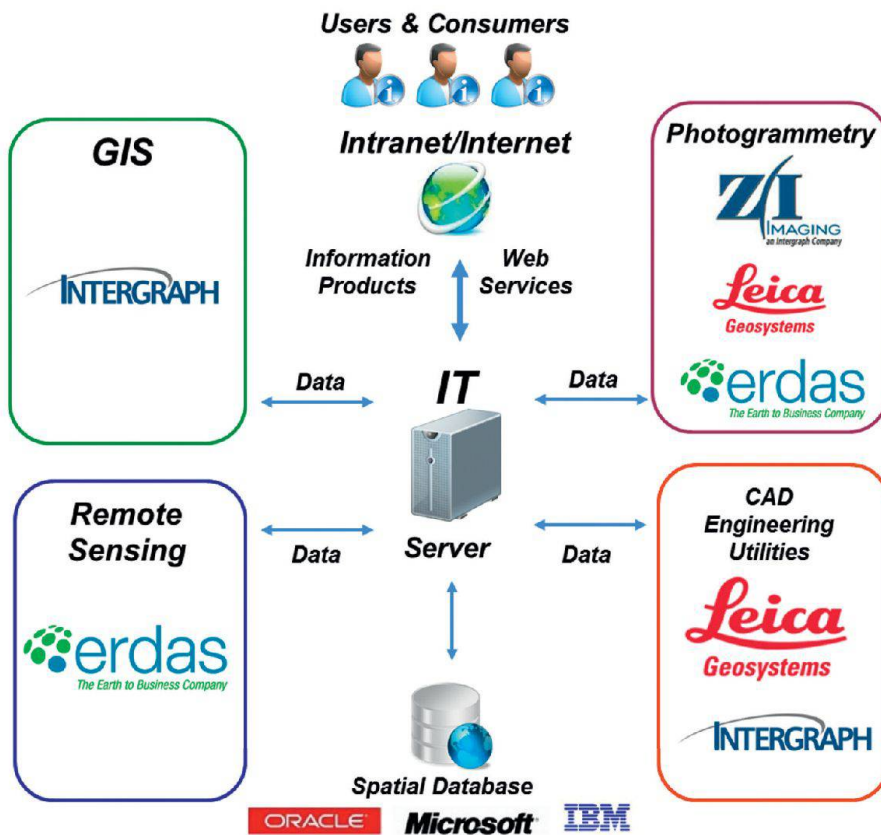 Users & Consumers
Intranet/Internet
Information
Products
Web
Services
GIS
INTERGRAPH
Photogrammetry
Z/I
IMAGING
an Intergraph Company
Leica
Geosystems
erdas
The Earth to Business Company
Data
IT
Data
Remote
Sensing
erdas
The Earth to Business Company
Data
Server
Data
CAD
Engineering
Utilities
Leica
Geosystems
INTERGRAPH
Spatial Database
ORACLE
Microsoft
IBM